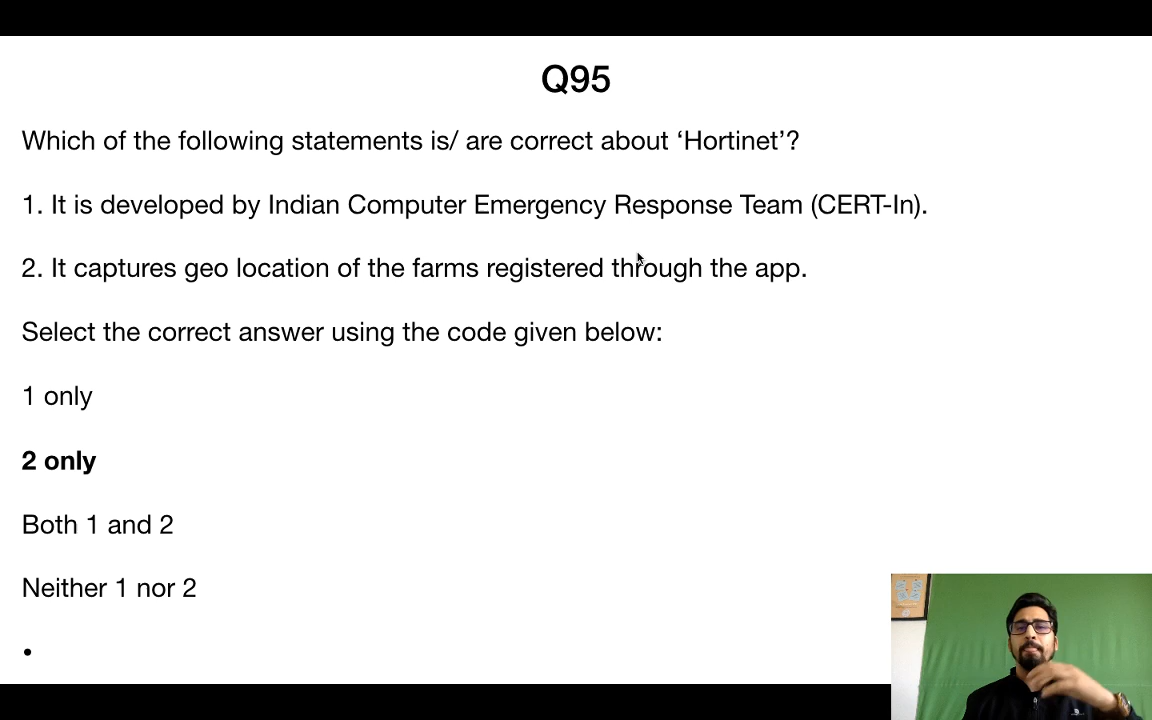 Q95
Which of the following statements is/ are correct about ‘Hortinet’?
1. It is developed by Indian Computer Emergency Response Team (CERT-In).
2. It captures geo location of the farms registered through the app.
Select the correct answer using the code given below:
1 only
2 only
Both 1 and 2
Neither 1 nor 2
•